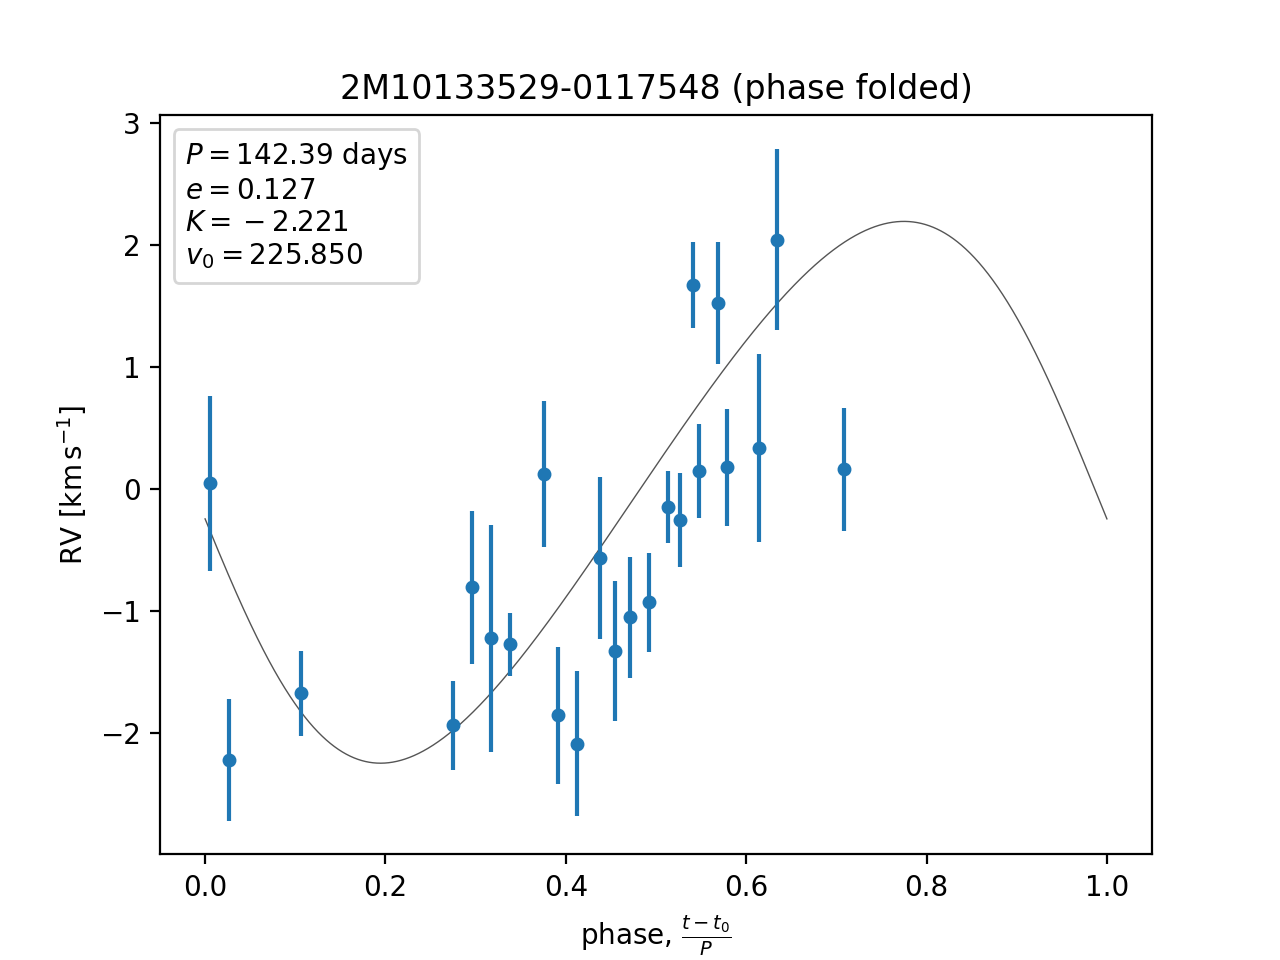 2M10133529-0117548 (phase folded)
P = 142.39 days
e = 0.127
K = −2.221
v₀ = 225.850
3
2
1
0
−1
−2
RV [km s⁻¹]
0.0 0.2 0.4 0.6 0.8 1.0
phase, (t − t₀)/P